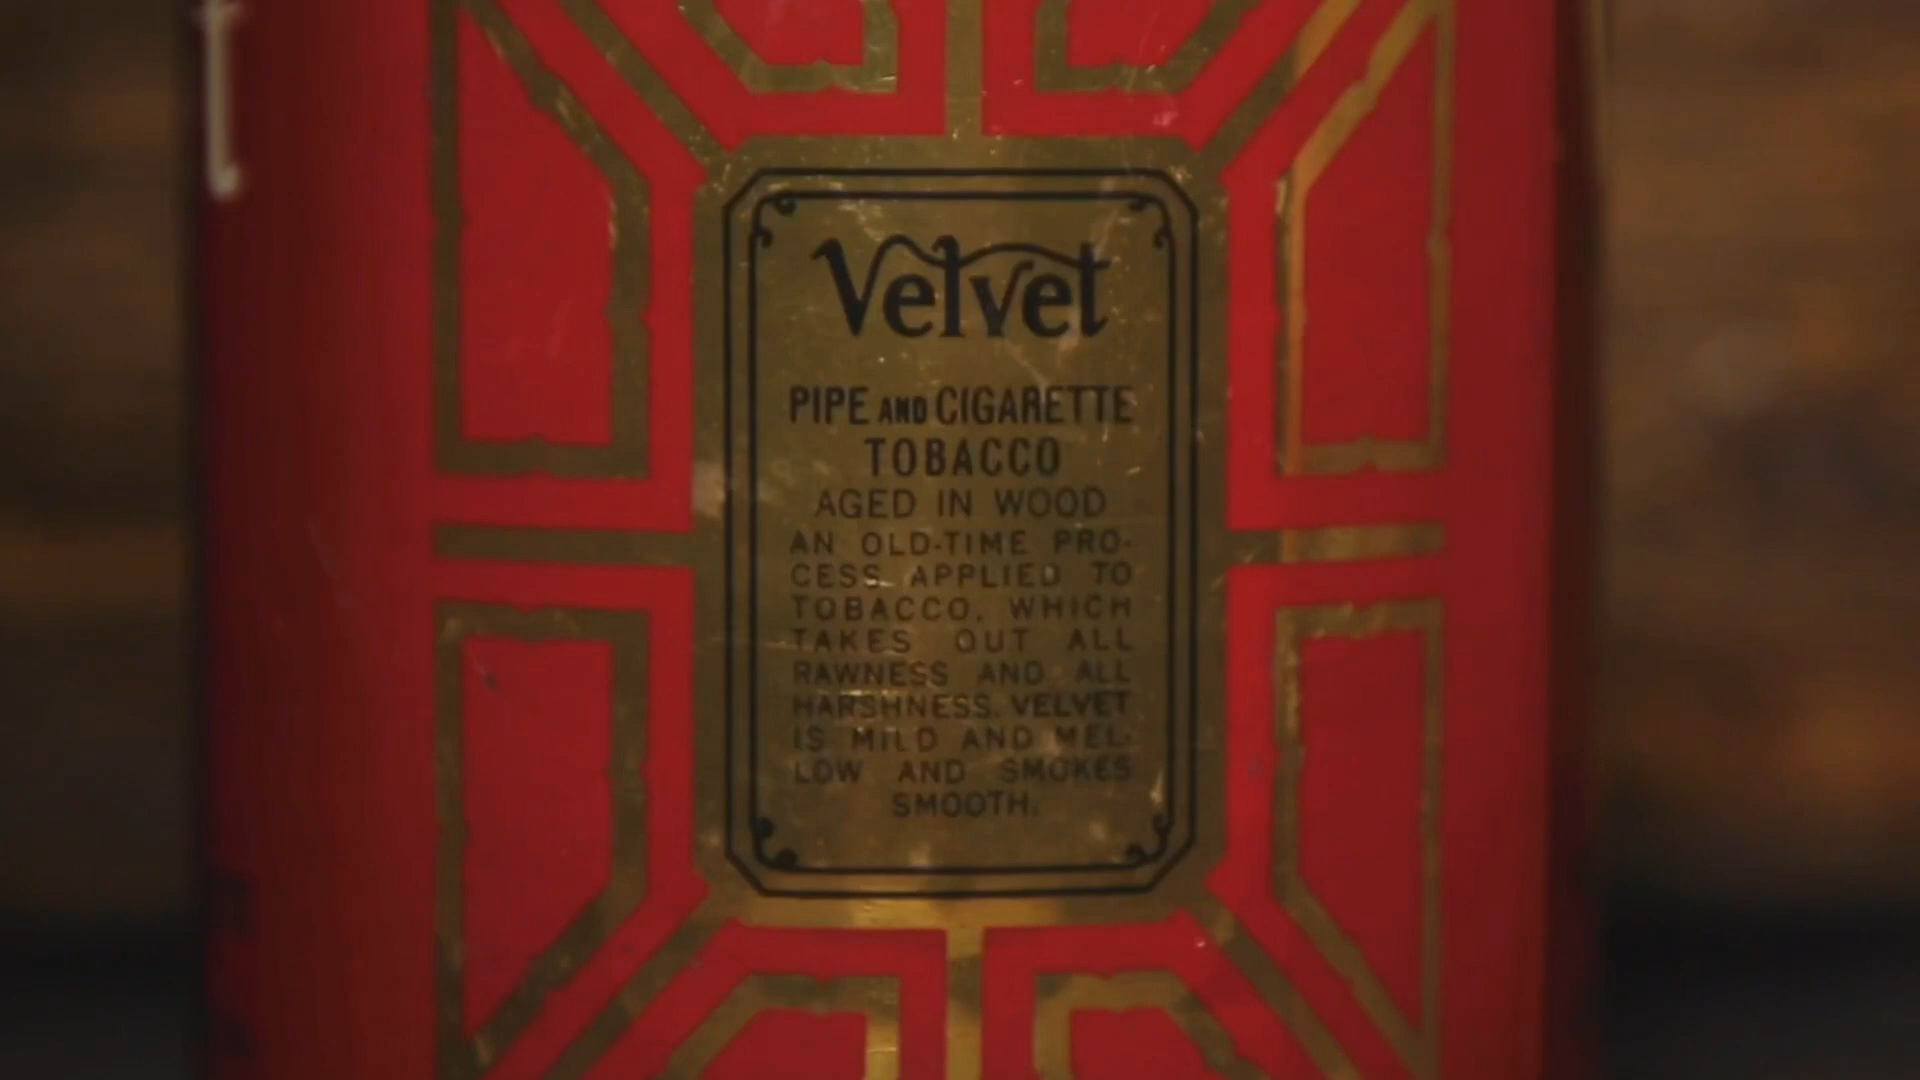 t
Velvet
PIPE AND CIGARETTE
TOBACCO
AGED IN WOOD
AN OLD-TIME PRO-
CESS APPLIED TO
TOBACCO, WHICH
TAKES OUT ALL
RAWNESS AND ALL
HARSHNESS. VELVET
IS MILD AND MEL-
LOW AND SMOKES
SMOOTH.